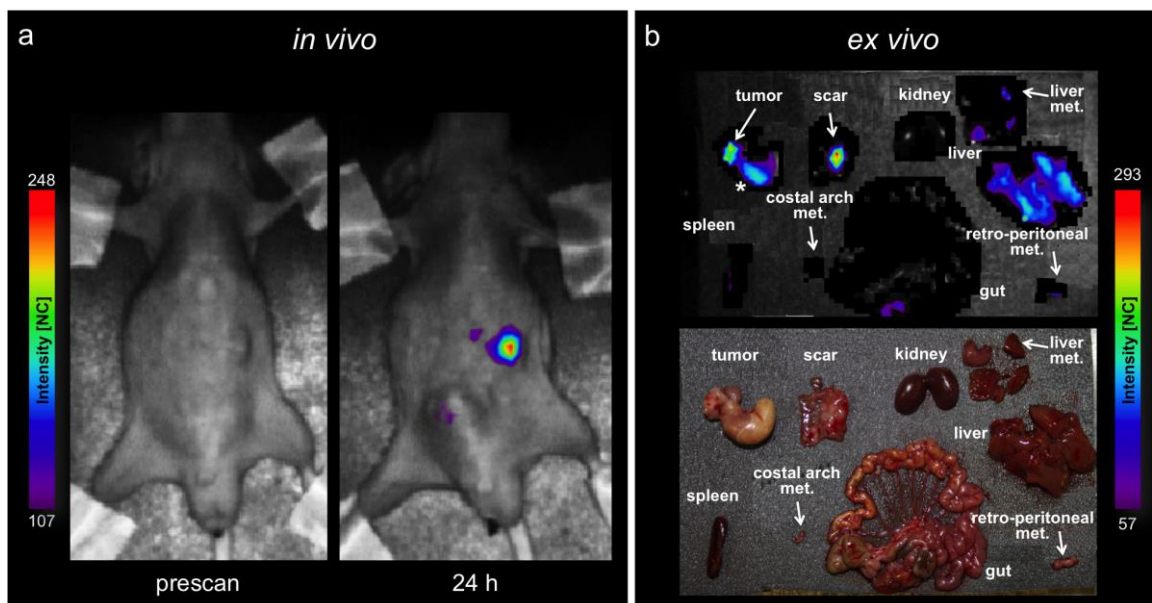 a
in vivo
248
Intensity [NC]
107
prescan
24 h
b
ex vivo
tumor
scar
kidney
liver
met.
liver
*
costal arch
met.
spleen
retro-peritoneal
met.
gut
tumor
scar
kidney
liver
met.
liver
costal arch
met.
spleen
retro-peritoneal
met.
gut
293
Intensity [NC]
57